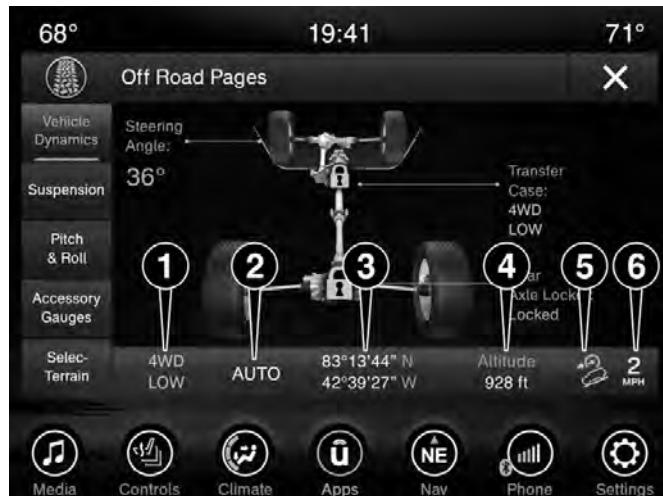 68°
19:41
71°
Off Road Pages
X
Vehicle
Dynamics
Suspension
Pitch
& Roll
Accessory
Gauges
Selec-
Terrain
Steering
Angle:
36°
Transfer
Case:
4WD
LOW
Axle Locker:
Locked
1
2
3
4
5
6
4WD
LOW
AUTO
83°13'44" N
42°39'27" W
Altitude
928 ft
2
MPH
Media
Controls
Climate
û
Apps
NE
Nav
Phone
Settings